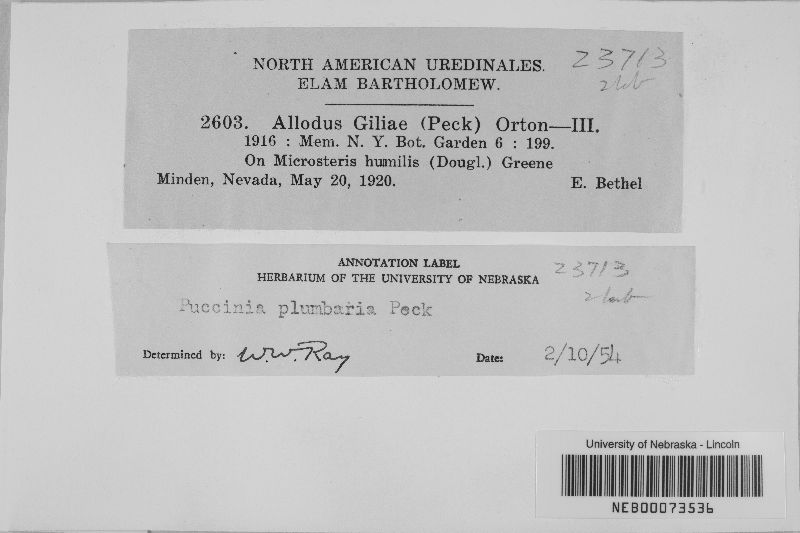 NORTH AMERICAN UREDINALES.
ELAM BARTHOLOMEW.
23713
2603. Allodus Giliae (Peck) Orton—III.
1916 : Mem. N. Y. Bot. Garden 6 : 199.
On Microsteris humilis (Dougl.) Greene
Minden, Nevada, May 20, 1920. E. Bethel
ANNOTATION LABEL
HERBARIUM OF THE UNIVERSITY OF NEBRASKA
23713
Puccinia plumbaria Peck
Determined by: W.W. Ray Date: 2/10/54
University of Nebraska - Lincoln
NEB00073536